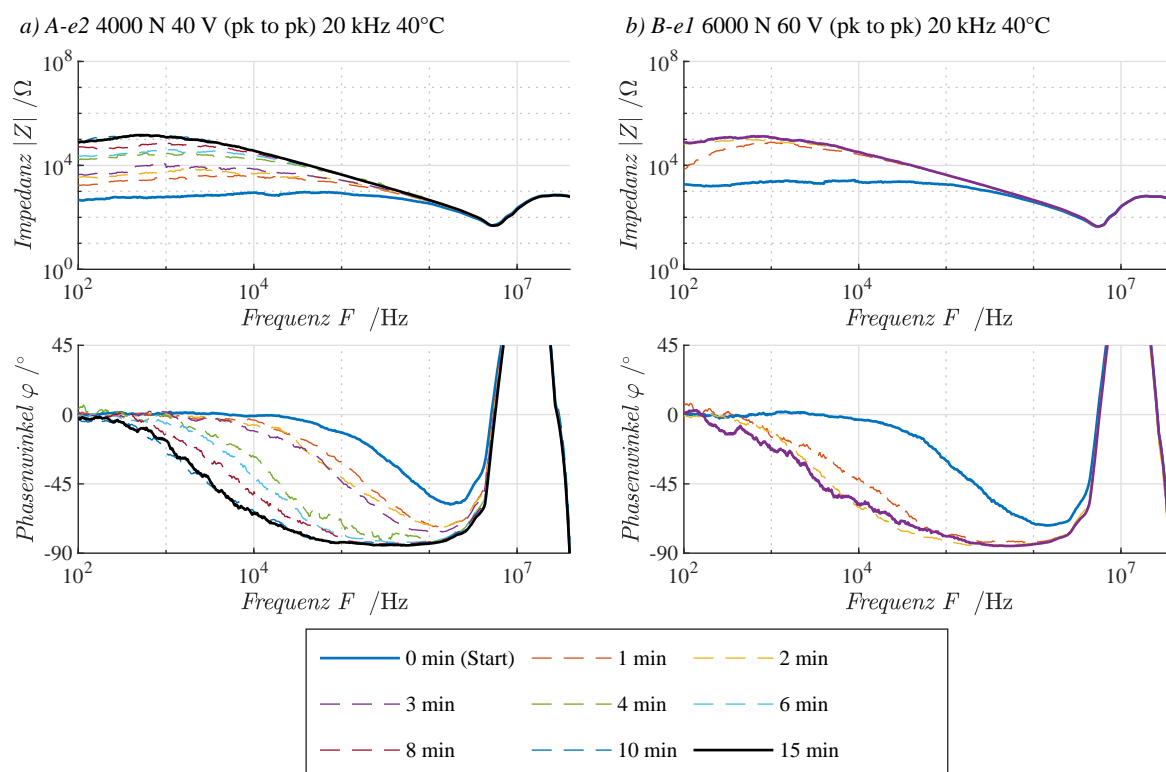 a) A-e2 4000 N 40 V (pk to pk) 20 kHz 40°C
b) B-e1 6000 N 60 V (pk to pk) 20 kHz 40°C
Impedanz |Z| /Ω
10^8
10^4
10^0
10^2
10^4
10^7
Frequenz F /Hz
Impedanz |Z| /Ω
10^8
10^4
10^0
10^2
10^4
10^7
Frequenz F /Hz
Phasenwinkel φ /°
45
0
-45
-90
10^2
10^4
10^7
Frequenz F /Hz
Phasenwinkel φ /°
45
0
-45
-90
10^2
10^4
10^7
Frequenz F /Hz
0 min (Start)
1 min
2 min
3 min
4 min
6 min
8 min
10 min
15 min